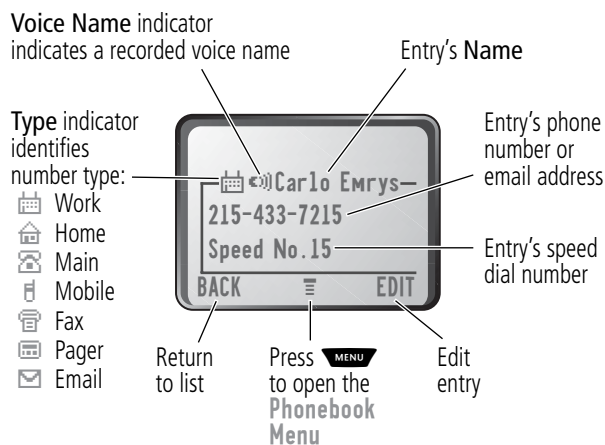 Voice Name indicator
indicates a recorded voice name
Entry's Name
Type indicator
identifies
number type:
Work
Home
Main
Mobile
Fax
Pager
Email
Carlo Emrys
215-433-7215
Speed No.15
BACK
EDIT
Entry's phone
number or
email address
Entry's speed
dial number
Return
to list
Press MENU
to open the
Phonebook
Menu
Edit
entry